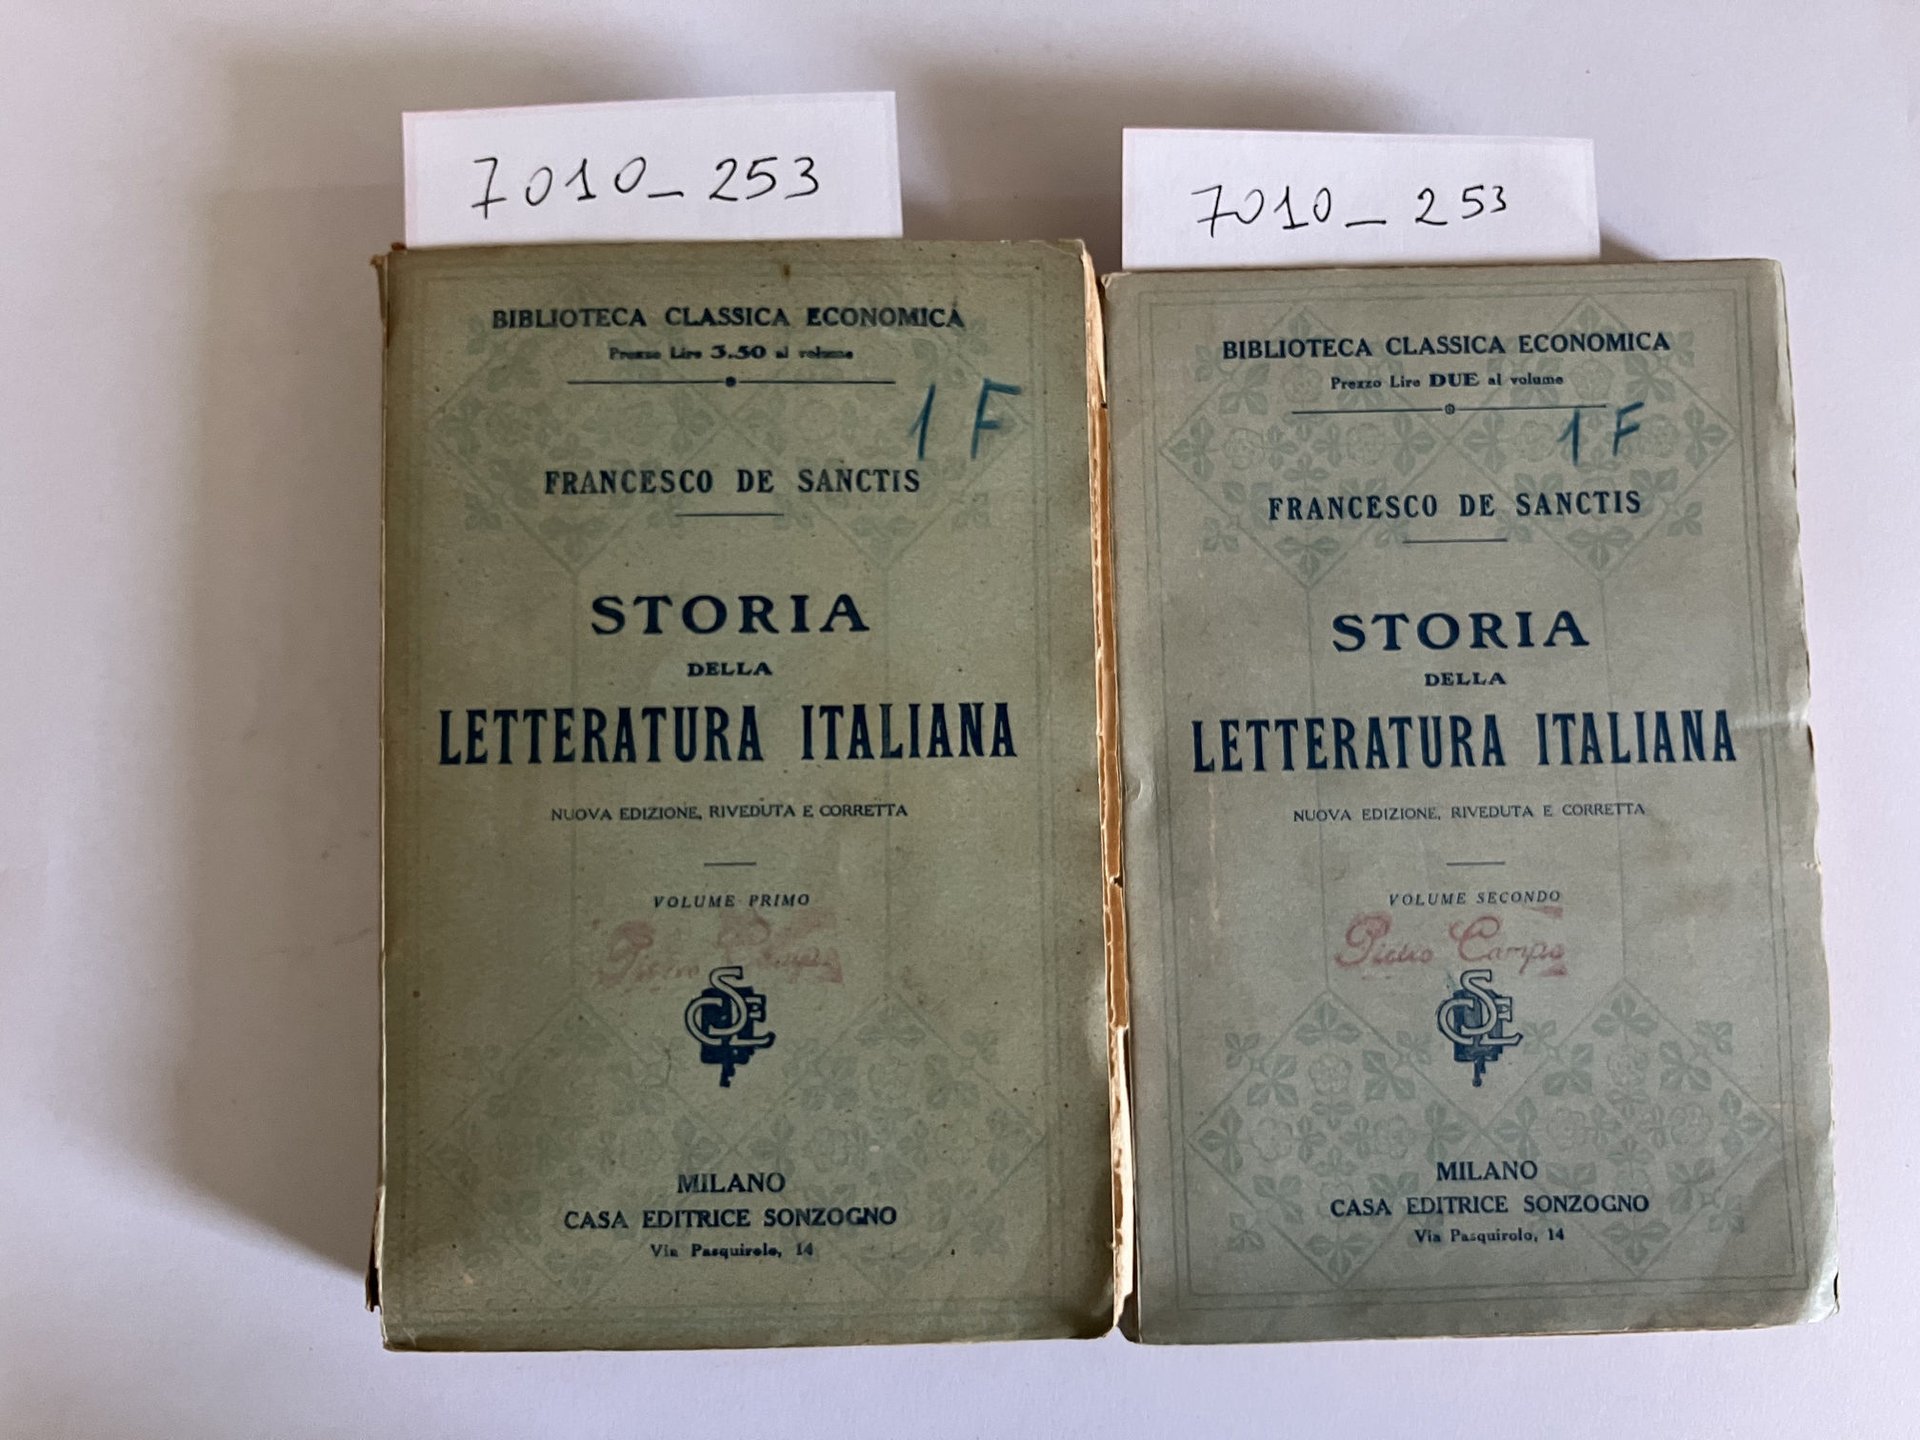 7010_253
BIBLIOTECA CLASSICA ECONOMICA
Prezzo Lire 3.50 al volume
1 F
FRANCESCO DE SANCTIS
STORIA
DELLA
LETTERATURA ITALIANA
NUOVA EDIZIONE, RIVEDUTA E CORRETTA
VOLUME PRIMO
Pietro
MILANO
CASA EDITRICE SONZOGNO
Via Pasquirolo, 14
7010_253
BIBLIOTECA CLASSICA ECONOMICA
Prezzo Lire DUE al volume
1 F
FRANCESCO DE SANCTIS
STORIA
DELLA
LETTERATURA ITALIANA
NUOVA EDIZIONE, RIVEDUTA E CORRETTA
VOLUME SECONDO
Pietro Campo
MILANO
CASA EDITRICE SONZOGNO
Via Pasquirolo, 14